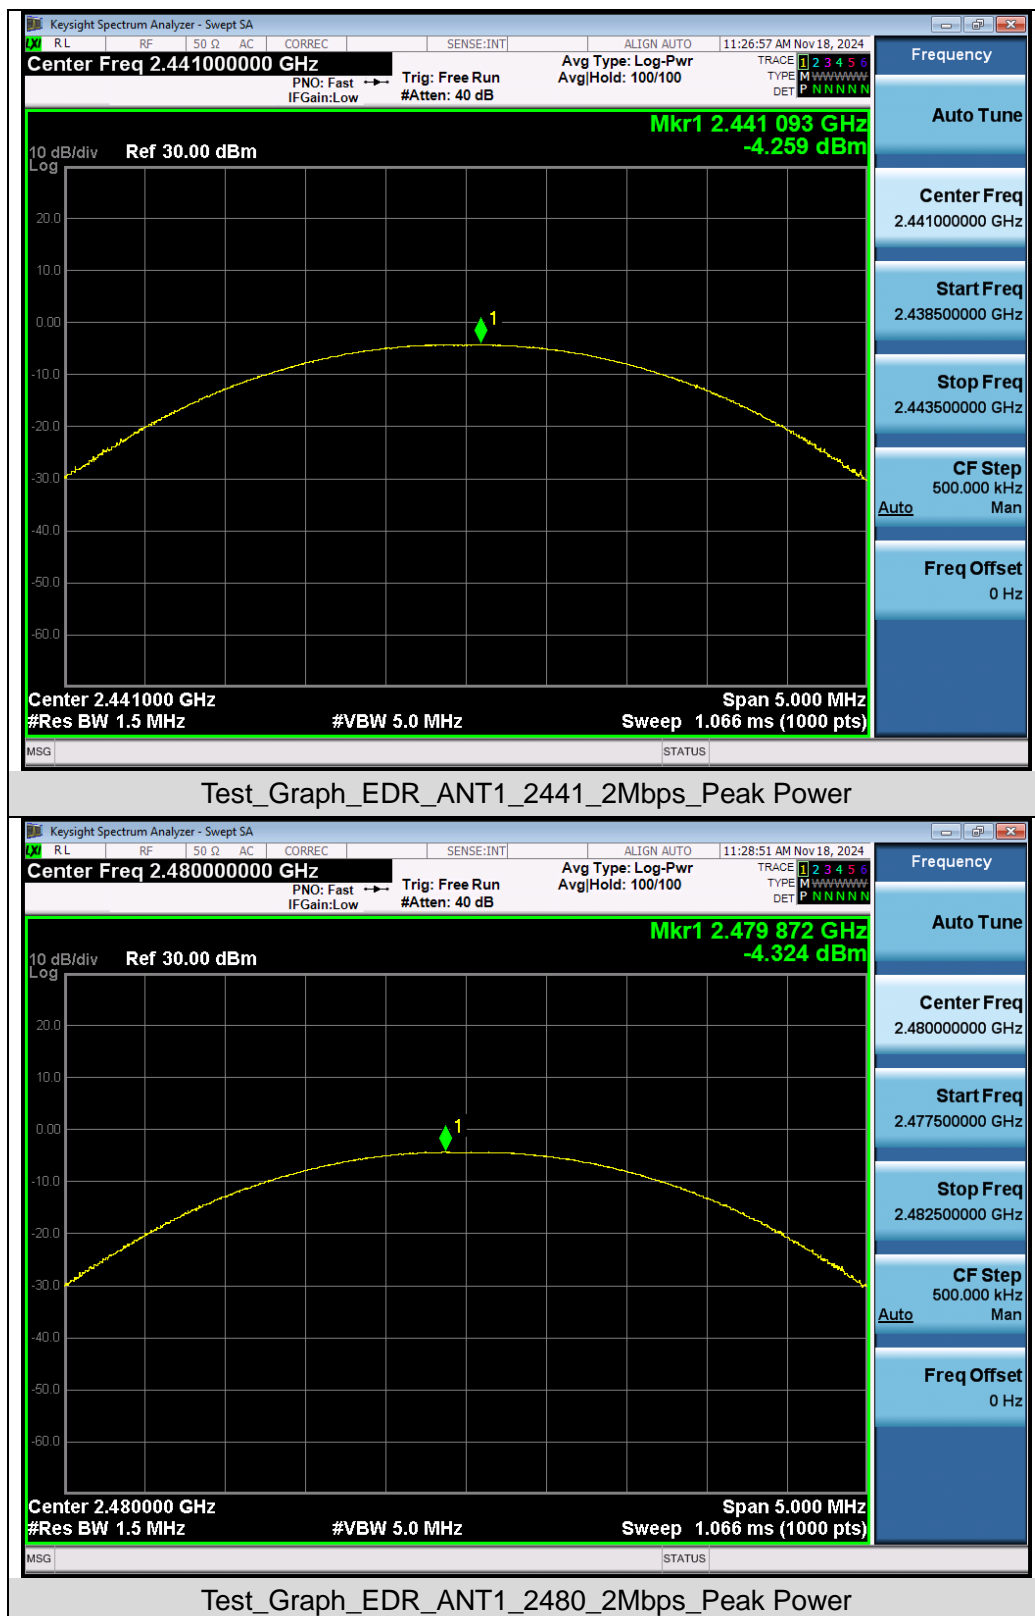 Keysight Spectrum Analyzer - Swept SA
LXI RL RF 50 Ω AC CORREC SENSE:INT ALIGN AUTO 11:26:57 AM Nov 18, 2024
Center Freq 2.441000000 GHz Avg Type: Log-Pwr TRACE 1 2 3 4 5 6
PNO: Fast Trig: Free Run Avg|Hold: 100/100 TYPE M WWWWW
IFGain:Low #Atten: 40 dB DET P N N N N N
Mkr1 2.441 093 GHz
-4.259 dBm
10 dB/div Ref 30.00 dBm
Log
20.0
10.0
0.00
-10.0
-20.0
-30.0
-40.0
-50.0
-60.0
1
Center 2.441000 GHz Span 5.000 MHz
#Res BW 1.5 MHz #VBW 5.0 MHz Sweep 1.066 ms (1000 pts)
MSG STATUS
Frequency
Auto Tune
Center Freq
2.441000000 GHz
Start Freq
2.438500000 GHz
Stop Freq
2.443500000 GHz
CF Step
500.000 kHz
Auto Man
Freq Offset
0 Hz
Test_Graph_EDR_ANT1_2441_2Mbps_Peak Power
Keysight Spectrum Analyzer - Swept SA
LXI RL RF 50 Ω AC CORREC SENSE:INT ALIGN AUTO 11:28:51 AM Nov 18, 2024
Center Freq 2.480000000 GHz Avg Type: Log-Pwr TRACE 1 2 3 4 5 6
PNO: Fast Trig: Free Run Avg|Hold: 100/100 TYPE M WWWWW
IFGain:Low #Atten: 40 dB DET P N N N N N
Mkr1 2.479 872 GHz
-4.324 dBm
10 dB/div Ref 30.00 dBm
Log
20.0
10.0
0.00
-10.0
-20.0
-30.0
-40.0
-50.0
-60.0
1
Center 2.480000 GHz Span 5.000 MHz
#Res BW 1.5 MHz #VBW 5.0 MHz Sweep 1.066 ms (1000 pts)
MSG STATUS
Frequency
Auto Tune
Center Freq
2.480000000 GHz
Start Freq
2.477500000 GHz
Stop Freq
2.482500000 GHz
CF Step
500.000 kHz
Auto Man
Freq Offset
0 Hz
Test_Graph_EDR_ANT1_2480_2Mbps_Peak Power